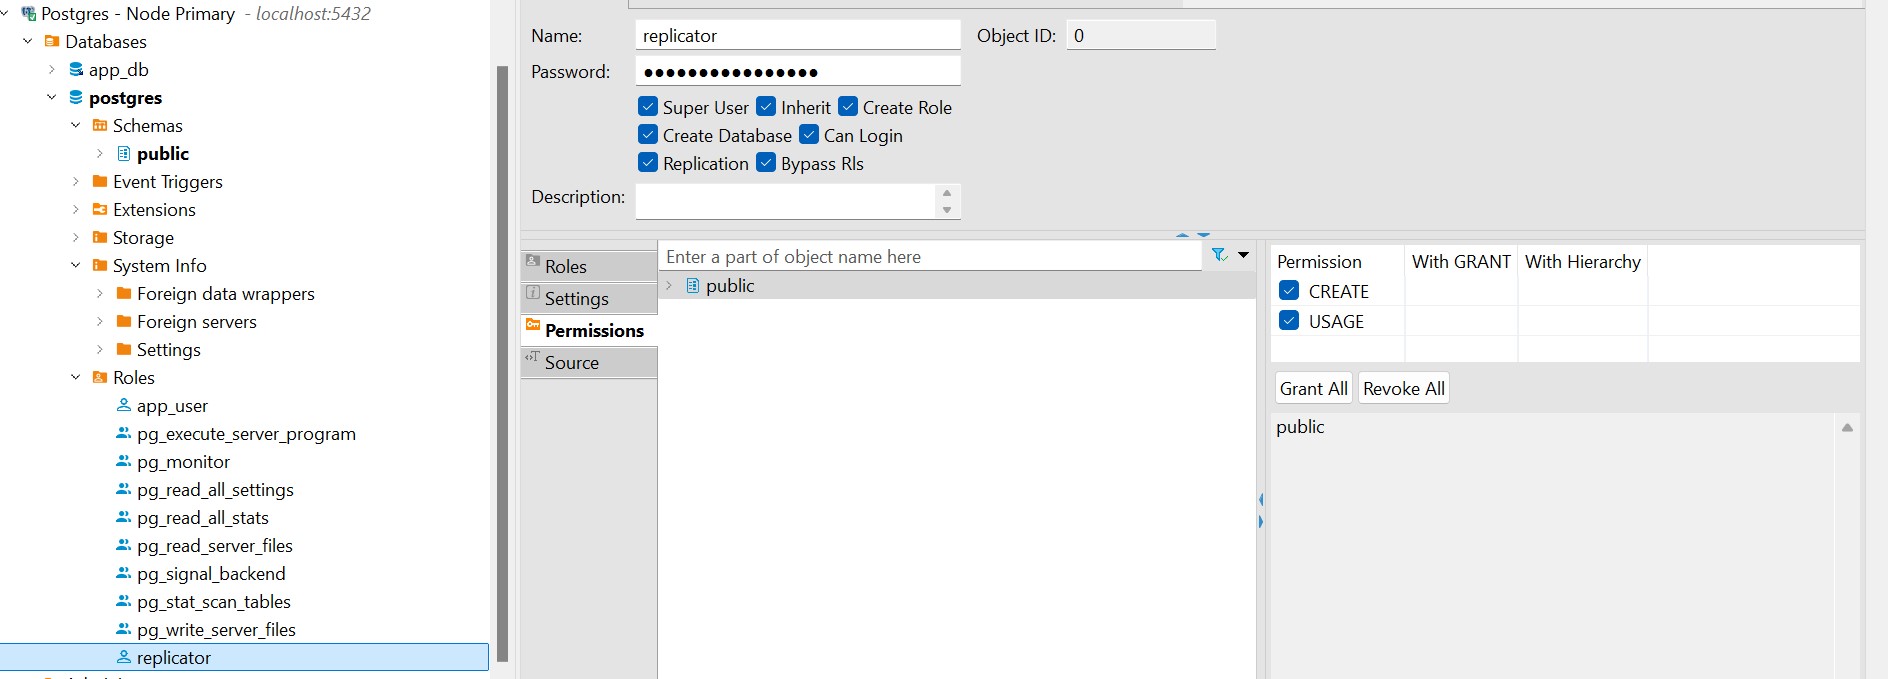 Postgres - Node Primary - localhost:5432
Databases
app_db
postgres
Schemas
public
Event Triggers
Extensions
Storage
System Info
Foreign data wrappers
Foreign servers
Settings
Roles
app_user
pg_execute_server_program
pg_monitor
pg_read_all_settings
pg_read_all_stats
pg_read_server_files
pg_signal_backend
pg_stat_scan_tables
pg_write_server_files
replicator
Name: replicator Object ID: 0
Password: ••••••••••••••••
Super User Inherit Create Role
Create Database Can Login
Replication Bypass Rls
Description:
Roles
Settings
Permissions
Source
Enter a part of object name here
public
Permission With GRANT With Hierarchy
CREATE
USAGE
Grant All Revoke All
public